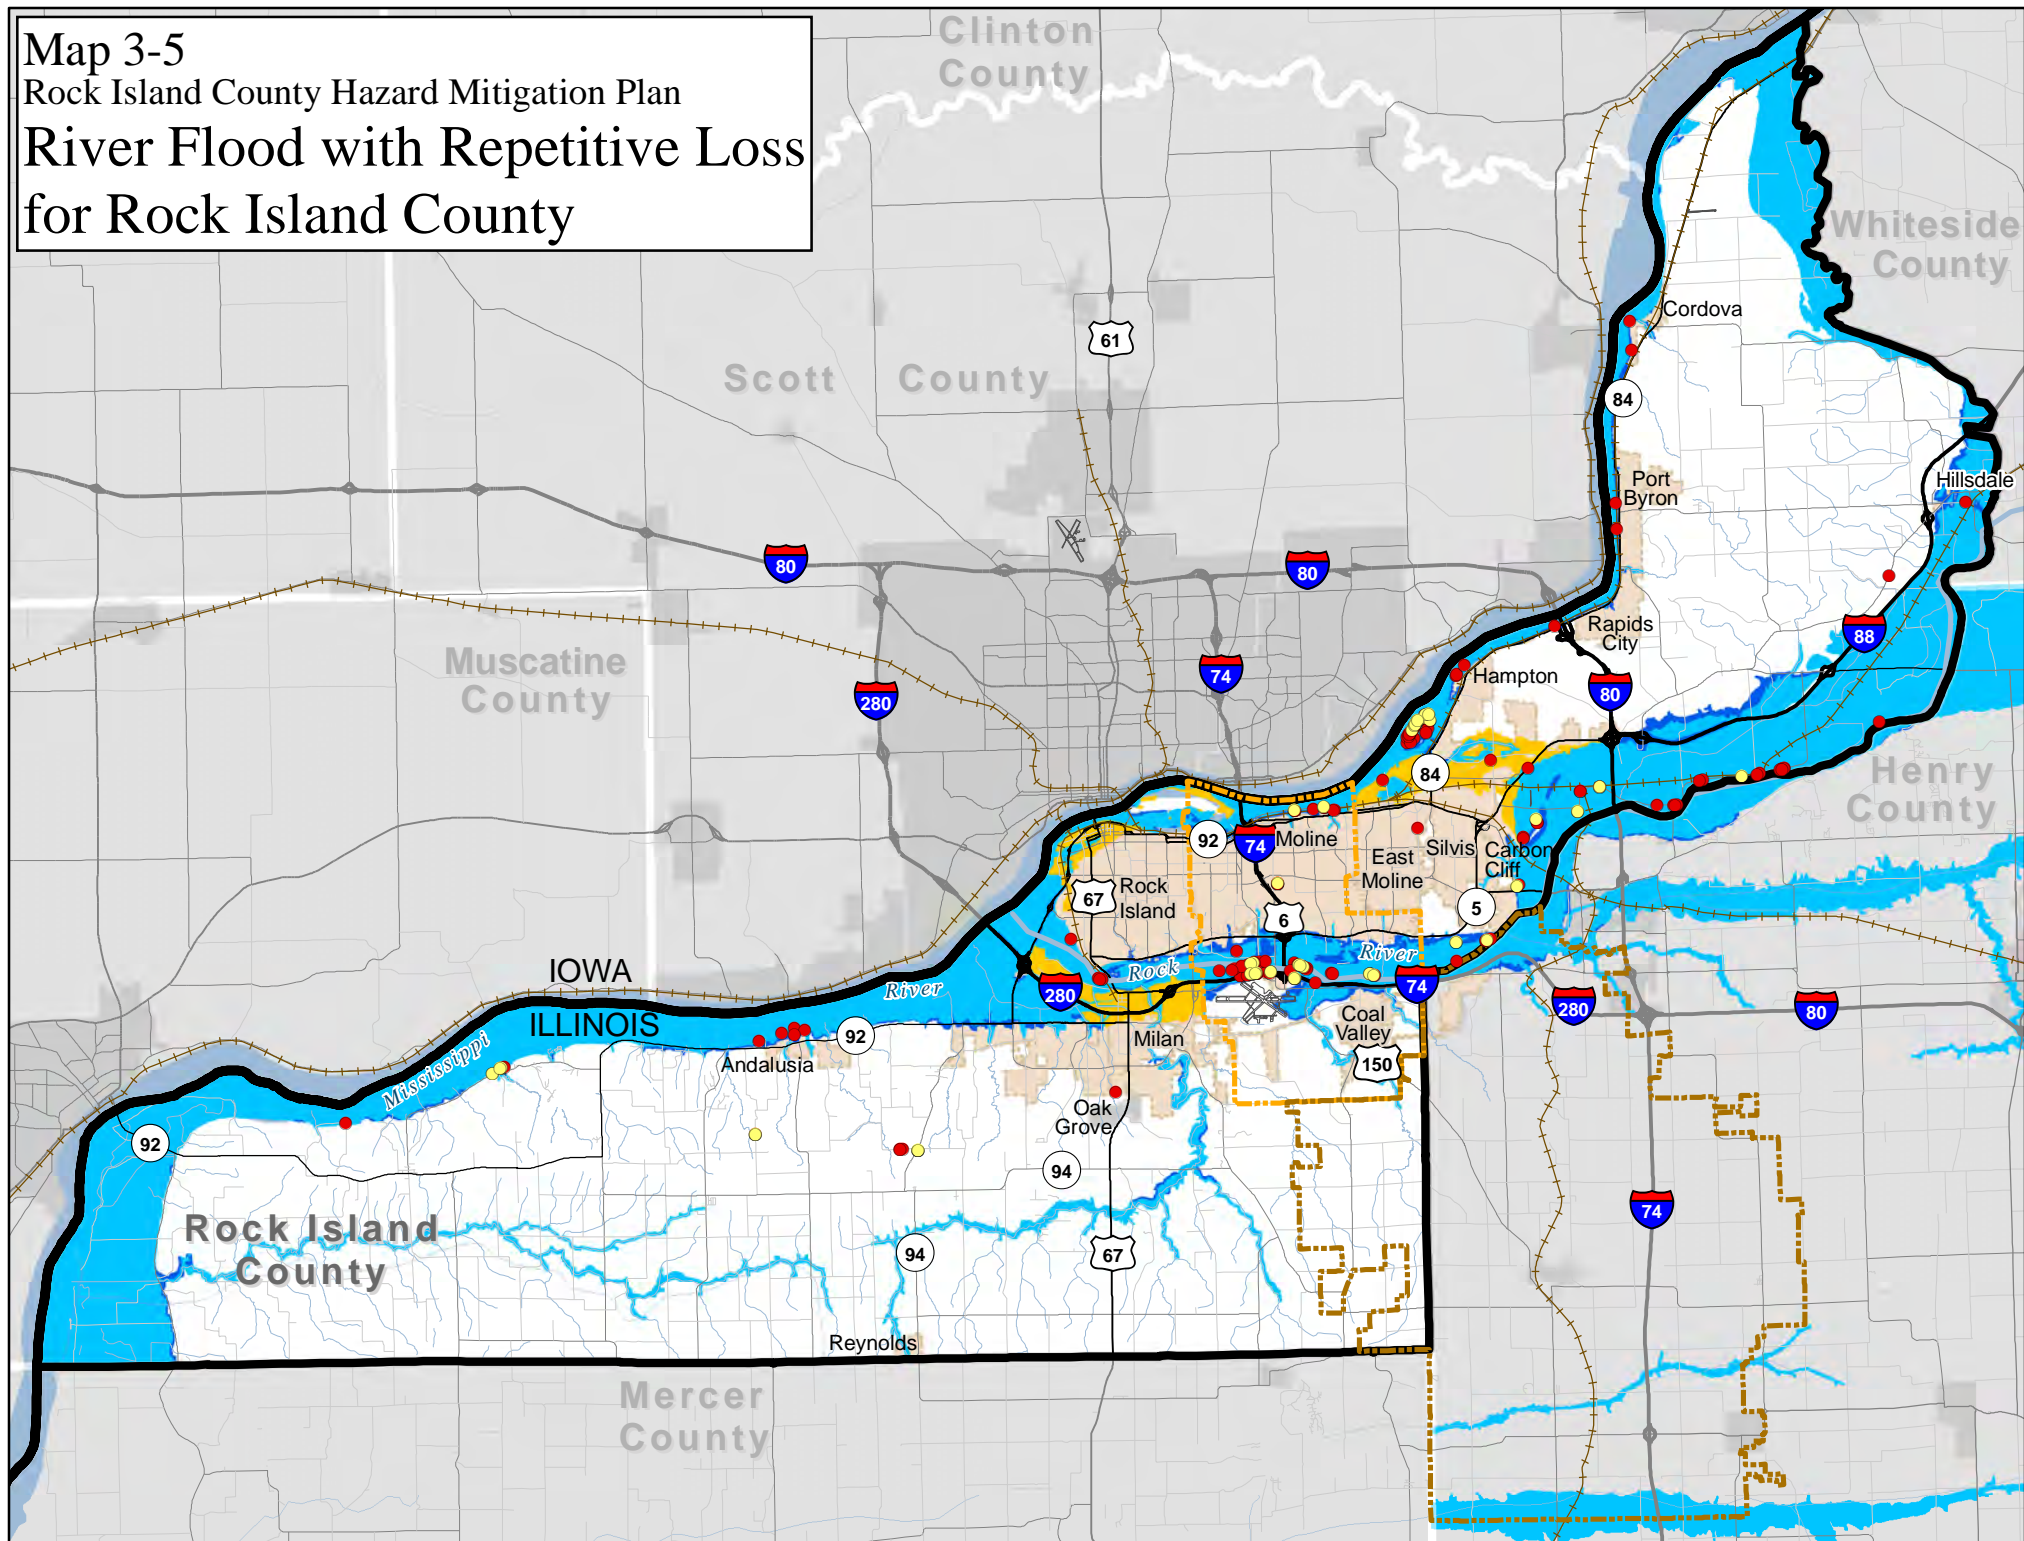 Map 3-5
Rock Island County Hazard Mitigation Plan
River Flood with Repetitive Loss
for Rock Island County
Clinton
County
Whiteside
County
Cordova
61
Scott County
84
Port
Byron
Hillsdale
80
80
Rapids
City
88
Muscatine
County
74
280
Hampton
80
84
Henry
County
92
74
Moline
Silvis
Carbon
Cliff
East
Moline
67
Rock
Island
6
5
IOWA
River
Rock
River
280
74
280
80
ILLINOIS
Mississippi
92
Andalusia
Milan
Coal
Valley
150
Oak
Grove
92
94
74
Rock Island
County
94
67
Reynolds
Mercer
County